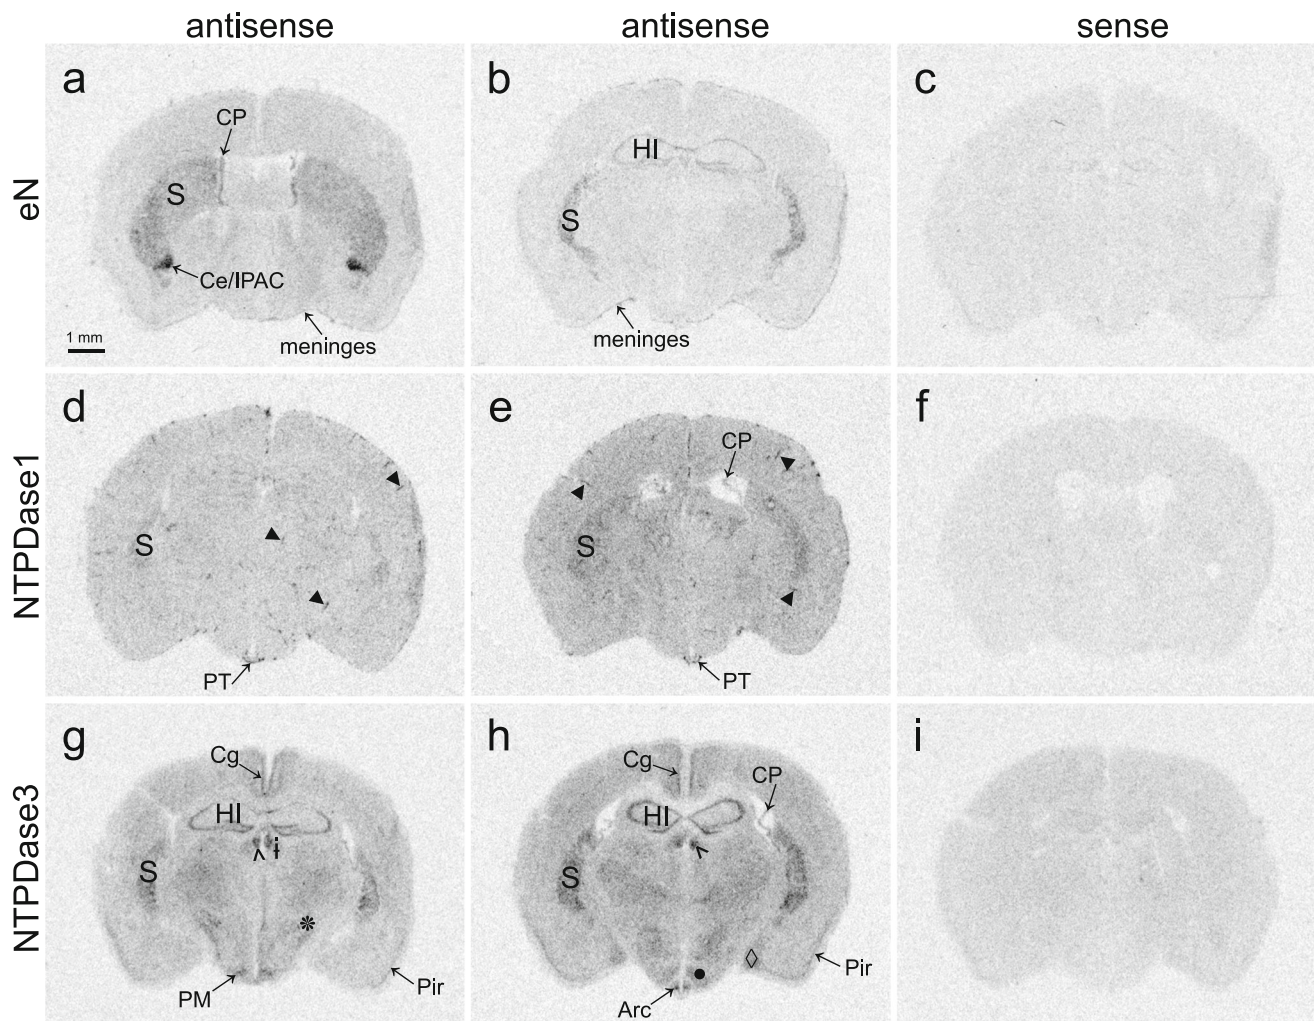 antisense antisense sense
eN
a
CP
S
Ce/IPAC
1 mm
meninges
b
HI
S
meninges
c
NTPDase1
d
S
PT
e
CP
S
PT
f
NTPDase3
g
Cg
HI
S
PM
Pir
h
Cg
CP
HI
S
Pir
Arc
i